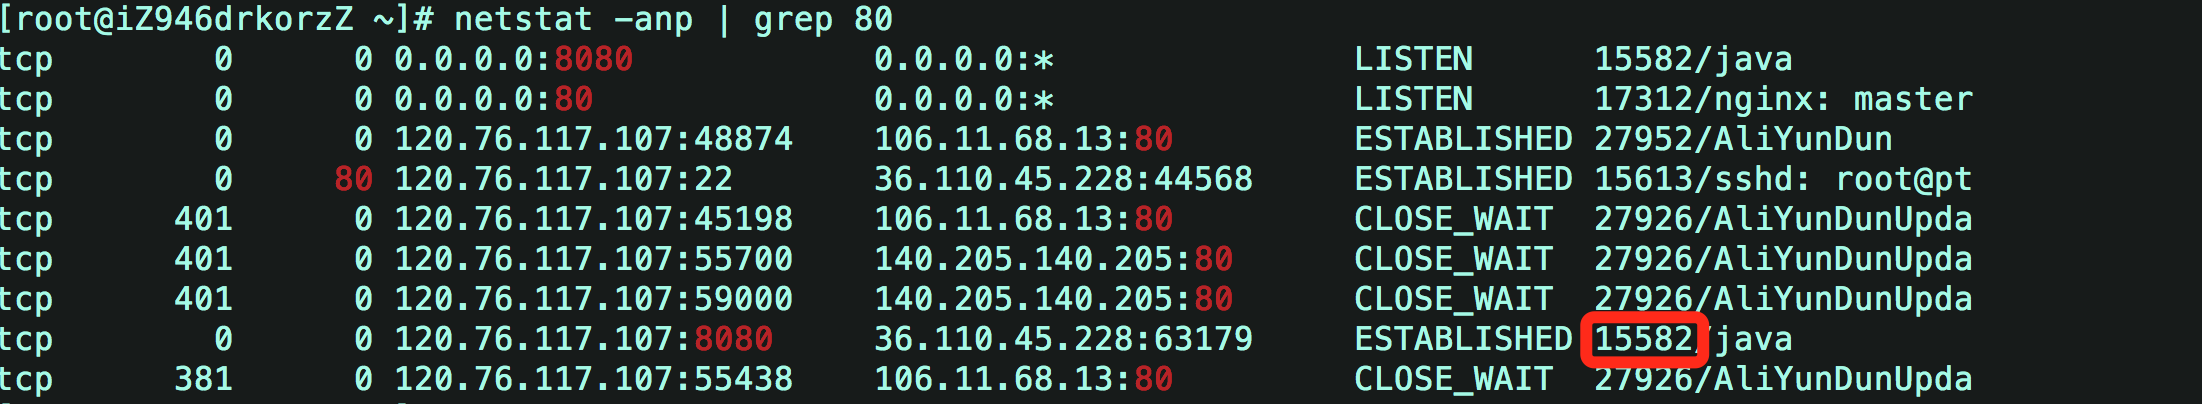 [root@iZ946drkorzZ ~]# netstat -anp | grep 80
tcp        0      0 0.0.0.0:8080            0.0.0.0:*               LISTEN      15582/java
tcp        0      0 0.0.0.0:80              0.0.0.0:*               LISTEN      17312/nginx: master
tcp        0      0 120.76.117.107:48874    106.11.68.13:80         ESTABLISHED 27952/AliYunDun
tcp        0     80 120.76.117.107:22       36.110.45.228:44568     ESTABLISHED 15613/sshd: root@pt
tcp      401      0 120.76.117.107:45198    106.11.68.13:80         CLOSE_WAIT  27926/AliYunDunUpda
tcp      401      0 120.76.117.107:55700    140.205.140.205:80      CLOSE_WAIT  27926/AliYunDunUpda
tcp      401      0 120.76.117.107:59000    140.205.140.205:80      CLOSE_WAIT  27926/AliYunDunUpda
tcp        0      0 120.76.117.107:8080     36.110.45.228:63179     ESTABLISHED 15582/java
tcp      381      0 120.76.117.107:55438    106.11.68.13:80         CLOSE_WAIT  27926/AliYunDunUpda